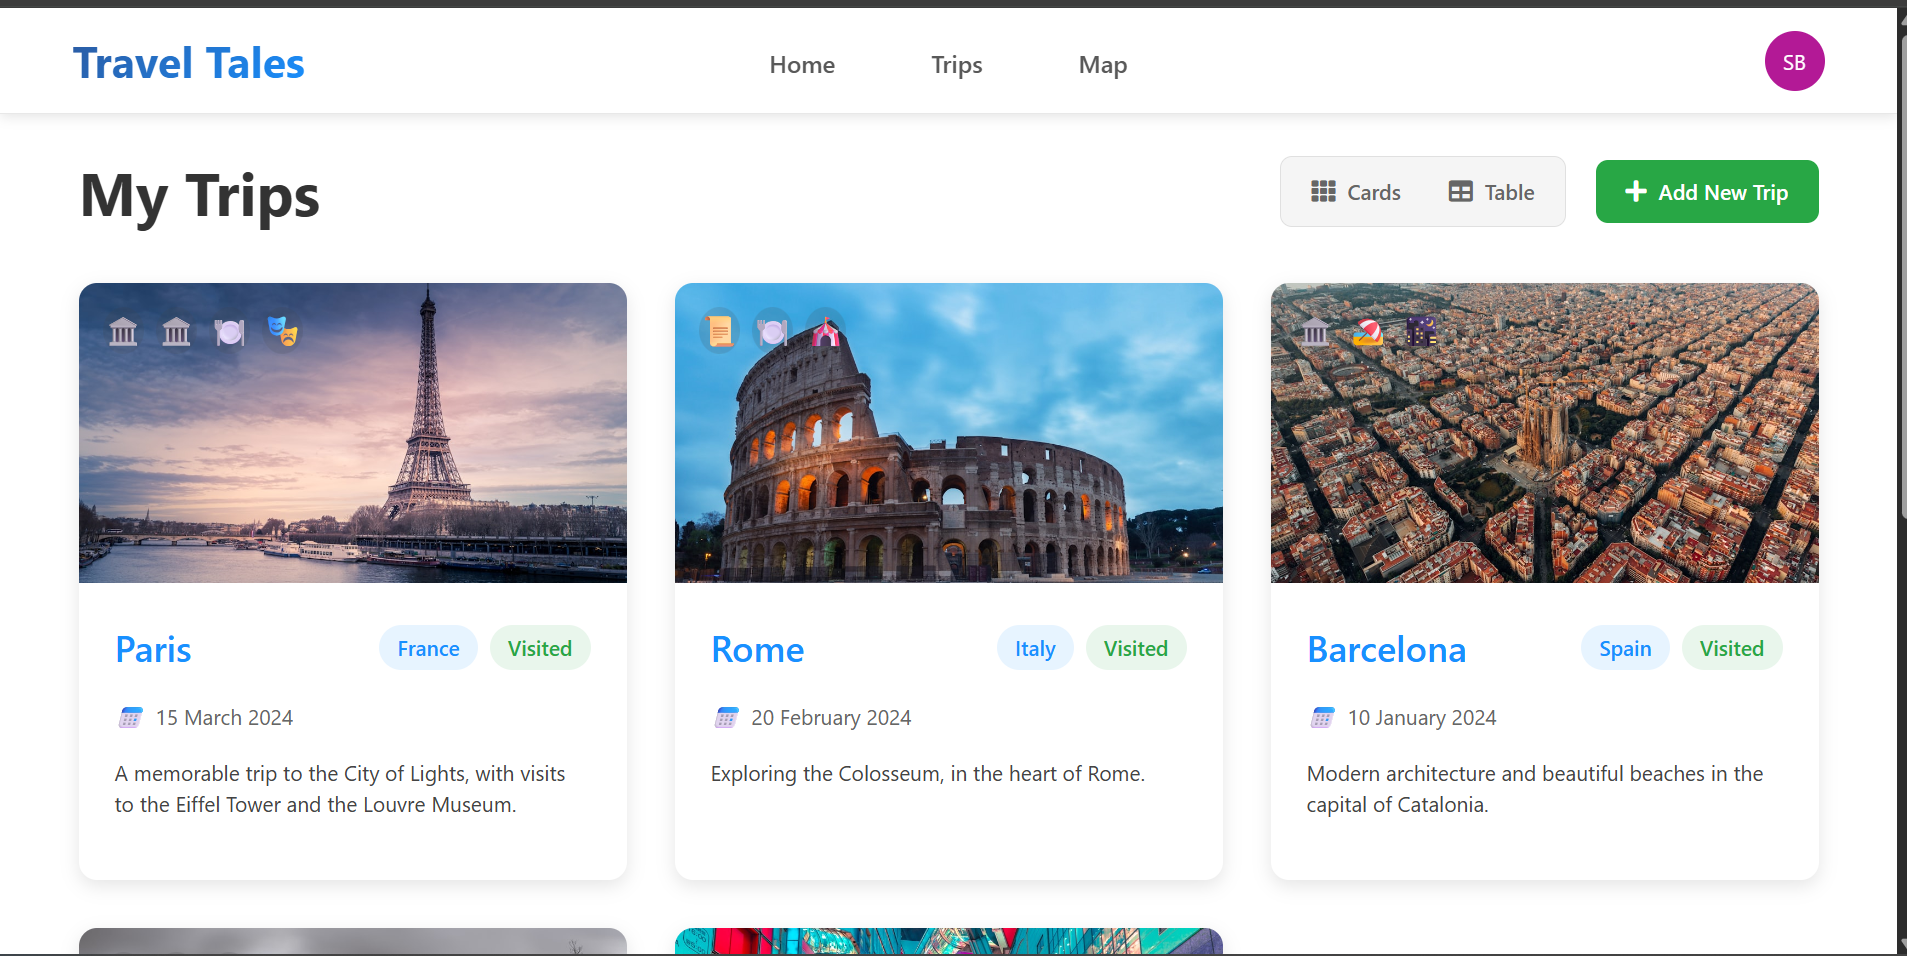 Travel Tales
Home
Trips
Map
SB
My Trips
Cards
Table
Add New Trip
Paris
France
Visited
15 March 2024
A memorable trip to the City of Lights, with visits
to the Eiffel Tower and the Louvre Museum.
Rome
Italy
Visited
20 February 2024
Exploring the Colosseum, in the heart of Rome.
Barcelona
Spain
Visited
10 January 2024
Modern architecture and beautiful beaches in the
capital of Catalonia.